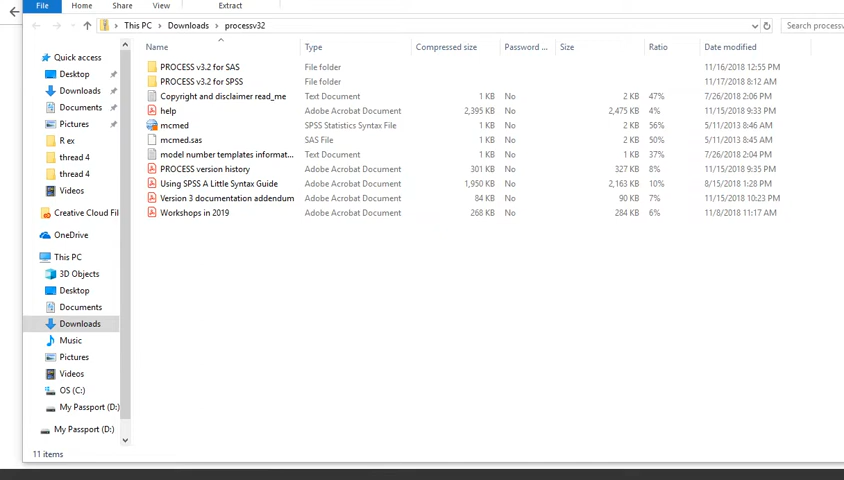 File Home Share View Extract
This PC > Downloads > processv32
Search processv
Name Type Compressed size Password ... Size Ratio Date modified
Quick access
Desktop
Downloads
Documents
Pictures
R ex
thread 4
thread 4
Videos
Creative Cloud Fil
OneDrive
This PC
3D Objects
Desktop
Documents
Downloads
Music
Pictures
Videos
OS (C:)
My Passport (D:)
My Passport (D:)
PROCESS v3.2 for SAS File folder 11/16/2018 12:55 PM
PROCESS v3.2 for SPSS File folder 11/17/2018 8:12 AM
Copyright and disclaimer read_me Text Document 1 KB No 2 KB 47% 7/26/2018 2:06 PM
help Adobe Acrobat Document 2,395 KB No 2,475 KB 4% 11/15/2018 9:33 PM
mcmed SPSS Statistics Syntax File 1 KB No 2 KB 56% 5/11/2013 8:46 AM
mcmed.sas SAS File 1 KB No 2 KB 50% 5/11/2013 8:45 AM
model number templates informat... Text Document 1 KB No 1 KB 37% 7/26/2018 2:04 PM
PROCESS version history Adobe Acrobat Document 301 KB No 327 KB 8% 11/15/2018 9:35 PM
Using SPSS A Little Syntax Guide Adobe Acrobat Document 1,950 KB No 2,163 KB 10% 8/15/2018 1:28 PM
Version 3 documentation addendum Adobe Acrobat Document 84 KB No 90 KB 7% 11/15/2018 10:23 PM
Workshops in 2019 Adobe Acrobat Document 268 KB No 284 KB 6% 11/8/2018 11:17 AM
11 items